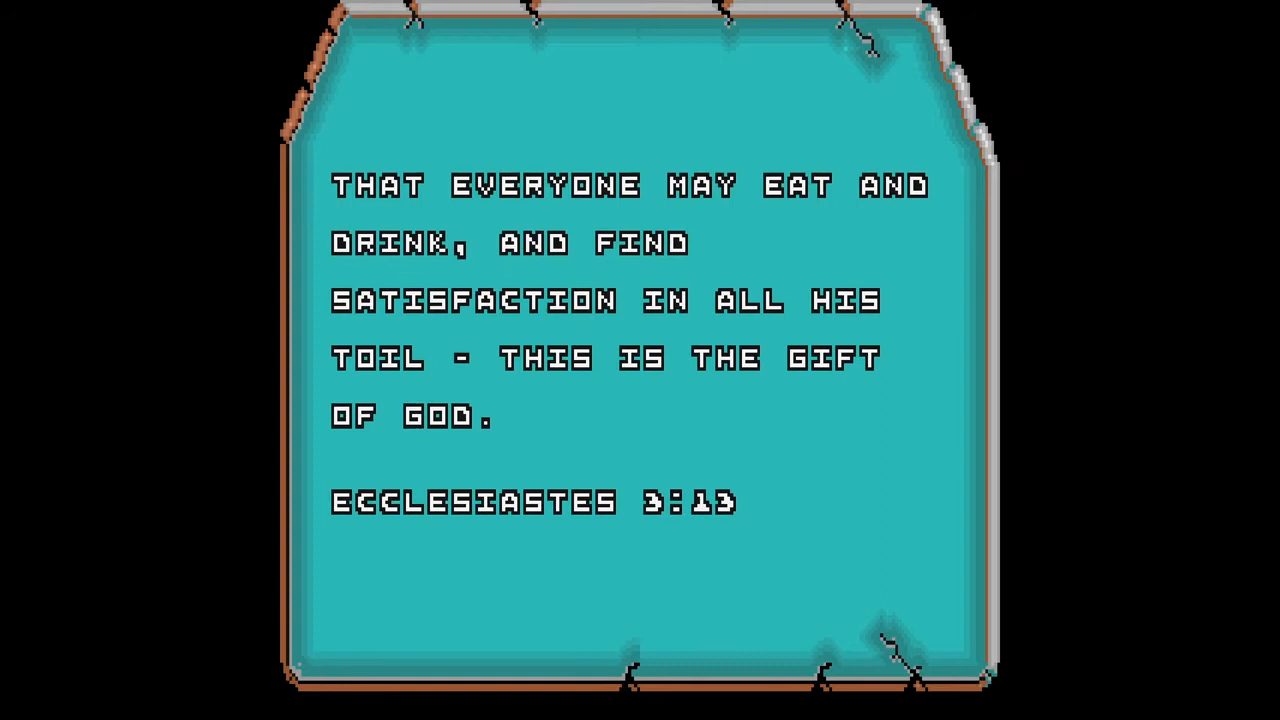 THAT EVERYONE MAY EAT AND
DRINK, AND FIND
SATISFACTION IN ALL HIS
TOIL - THIS IS THE GIFT
OF GOD.
ECCLESIASTES 3:13